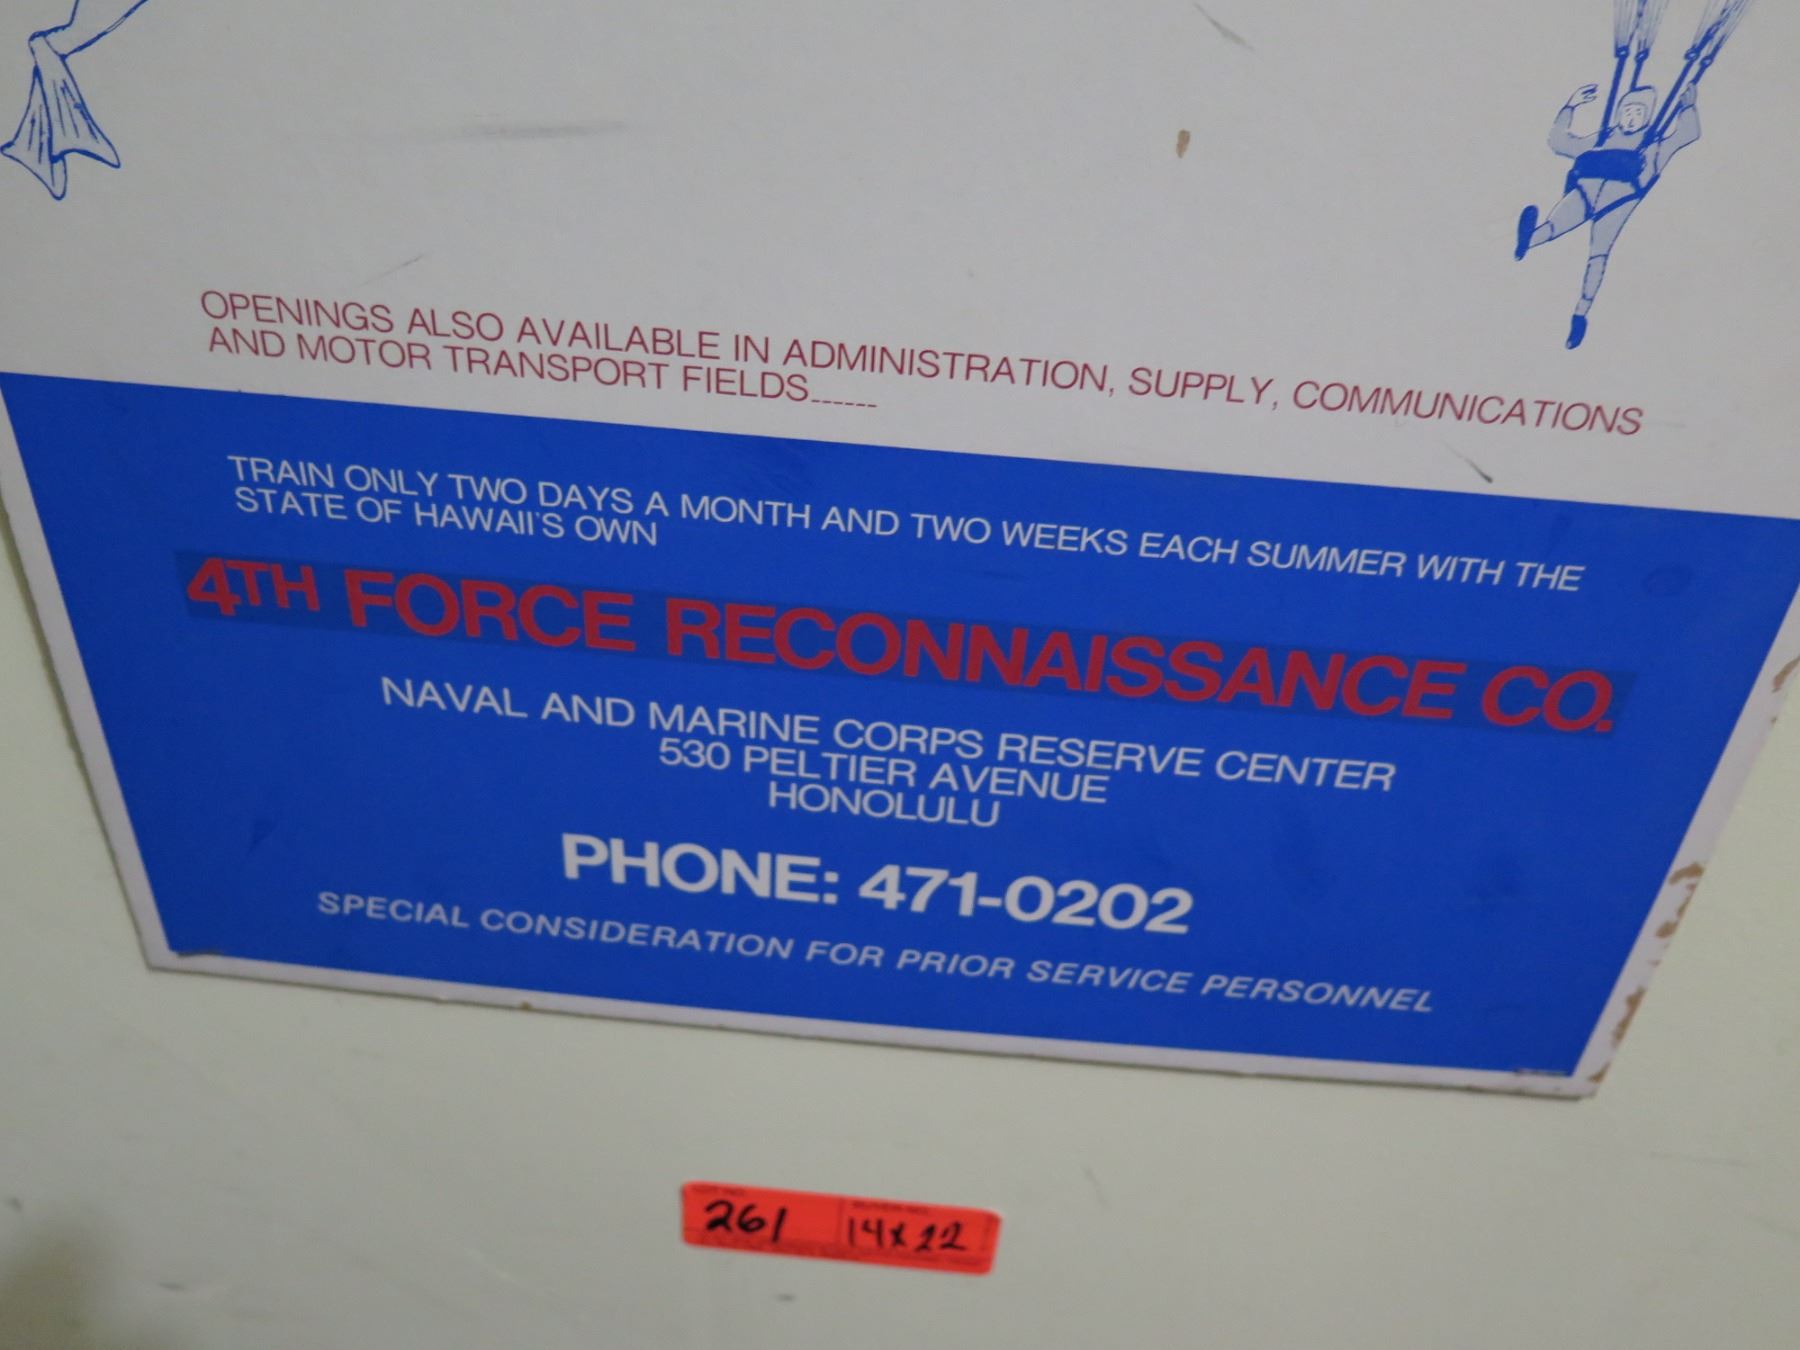 OPENINGS ALSO AVAILABLE IN ADMINISTRATION, SUPPLY, COMMUNICATIONS
AND MOTOR TRANSPORT FIELDS......
TRAIN ONLY TWO DAYS A MONTH AND TWO WEEKS EACH SUMMER WITH THE
STATE OF HAWAII'S OWN
4TH FORCE RECONNAISSANCE CO.
NAVAL AND MARINE CORPS RESERVE CENTER
530 PELTIER AVENUE
HONOLULU
PHONE: 471-0202
SPECIAL CONSIDERATION FOR PRIOR SERVICE PERSONNEL
261 14x22